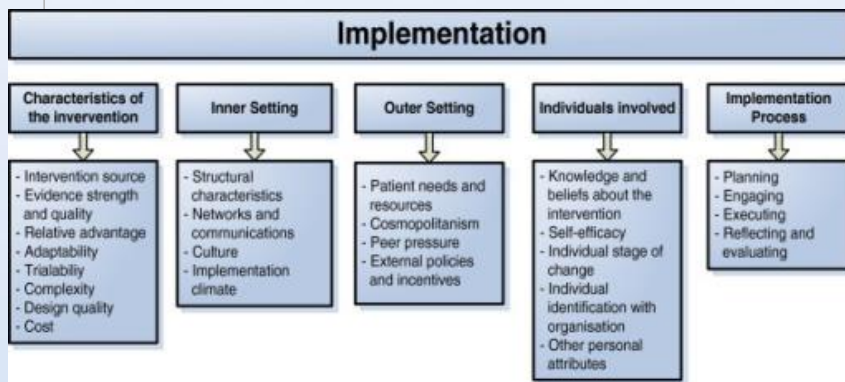 Implementation
Characteristics of
the invervention
- Intervention source
- Evidence strength
and quality
- Relative advantage
- Adaptability
- Trialabiliy
- Complexity
- Design quality
- Cost
Inner Setting
- Structural
characteristics
- Networks and
communications
- Culture
- Implementation
climate
Outer Setting
- Patient needs and
resources
- Cosmopolitanism
- Peer pressure
- External policies
and incentives
Individuals involved
- Knowledge and
beliefs about the
intervention
- Self-efficacy
- Individual stage of
change
- Individual
identification with
organisation
- Other personal
attributes
Implementation
Process
- Planning
- Engaging
- Executing
- Reflecting and
evaluating